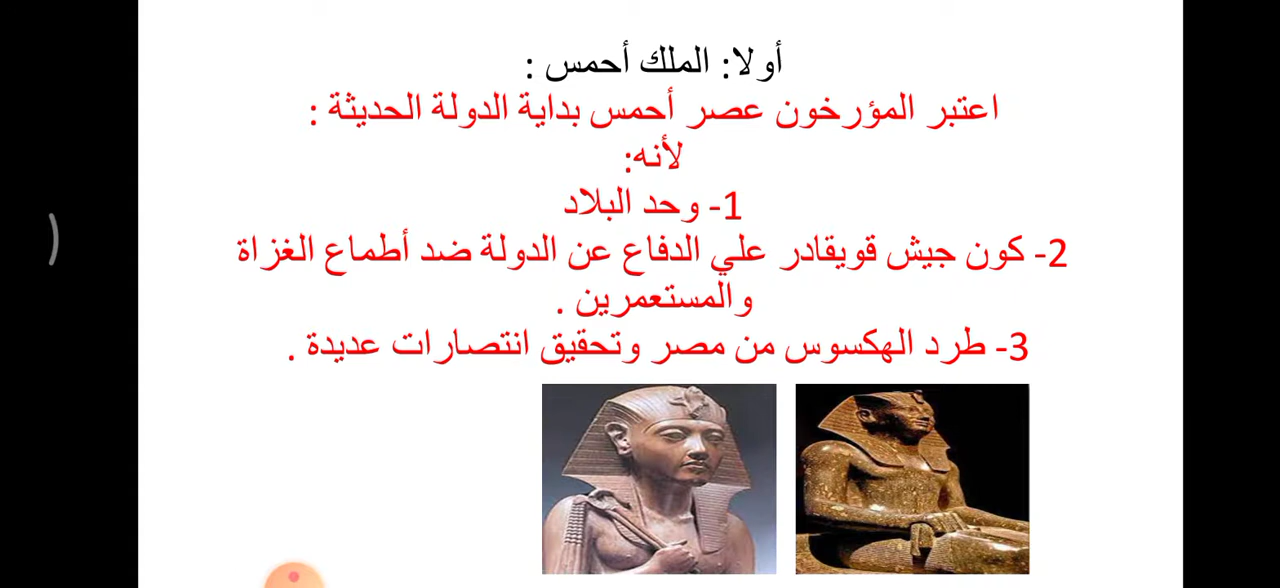 أولا: الملك أحمس :
اعتبر المؤرخون عصر أحمس بداية الدولة الحديثة :
لأنه:
1- وحد البلاد
2- كون جيش قويقادر علي الدفاع عن الدولة ضد أطماع الغزاة
والمستعمرين .
3- طرد الهكسوس من مصر وتحقيق انتصارات عديدة .